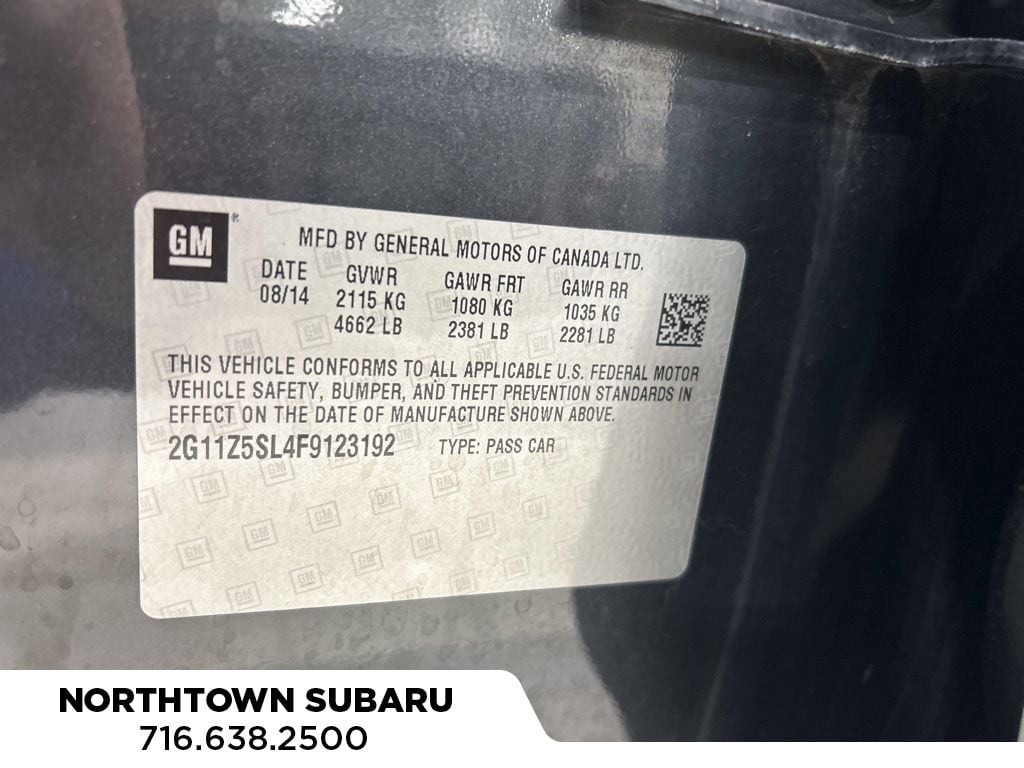 GM®
MFD BY GENERAL MOTORS OF CANADA LTD.
DATE GVWR GAWR FRT GAWR RR
08/14 2115 KG 1080 KG 1035 KG
4662 LB 2381 LB 2281 LB
THIS VEHICLE CONFORMS TO ALL APPLICABLE U.S. FEDERAL MOTOR
VEHICLE SAFETY, BUMPER, AND THEFT PREVENTION STANDARDS IN
EFFECT ON THE DATE OF MANUFACTURE SHOWN ABOVE.
2G11Z5SL4F9123192 TYPE: PASS CAR
NORTHTOWN SUBARU
716.638.2500